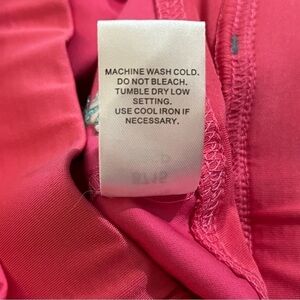 MACHINE WASH COLD.
DO NOT BLEACH.
TUMBLE DRY LOW
SETTING.
USE COOL IRON IF
NECESSARY.